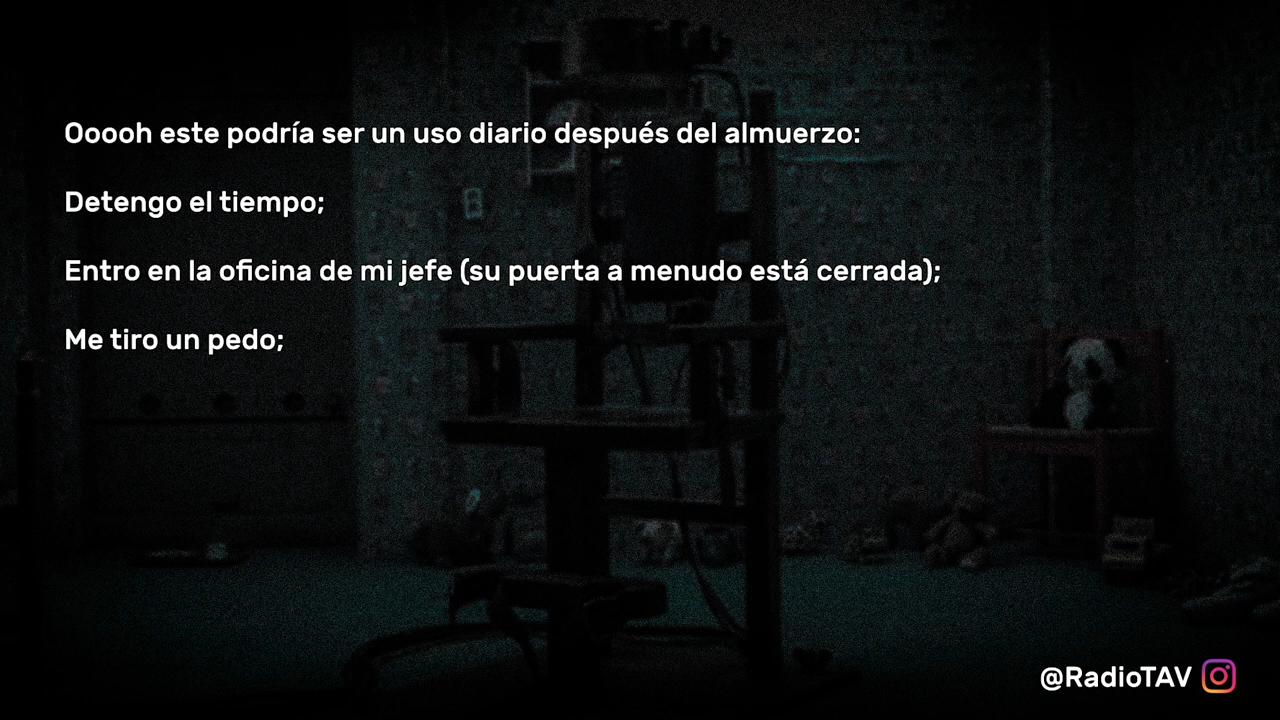 Ooooh este podría ser un uso diario después del almuerzo:
Detengo el tiempo;
Entro en la oficina de mi jefe (su puerta a menudo está cerrada);
Me tiro un pedo;
@RadioTAV